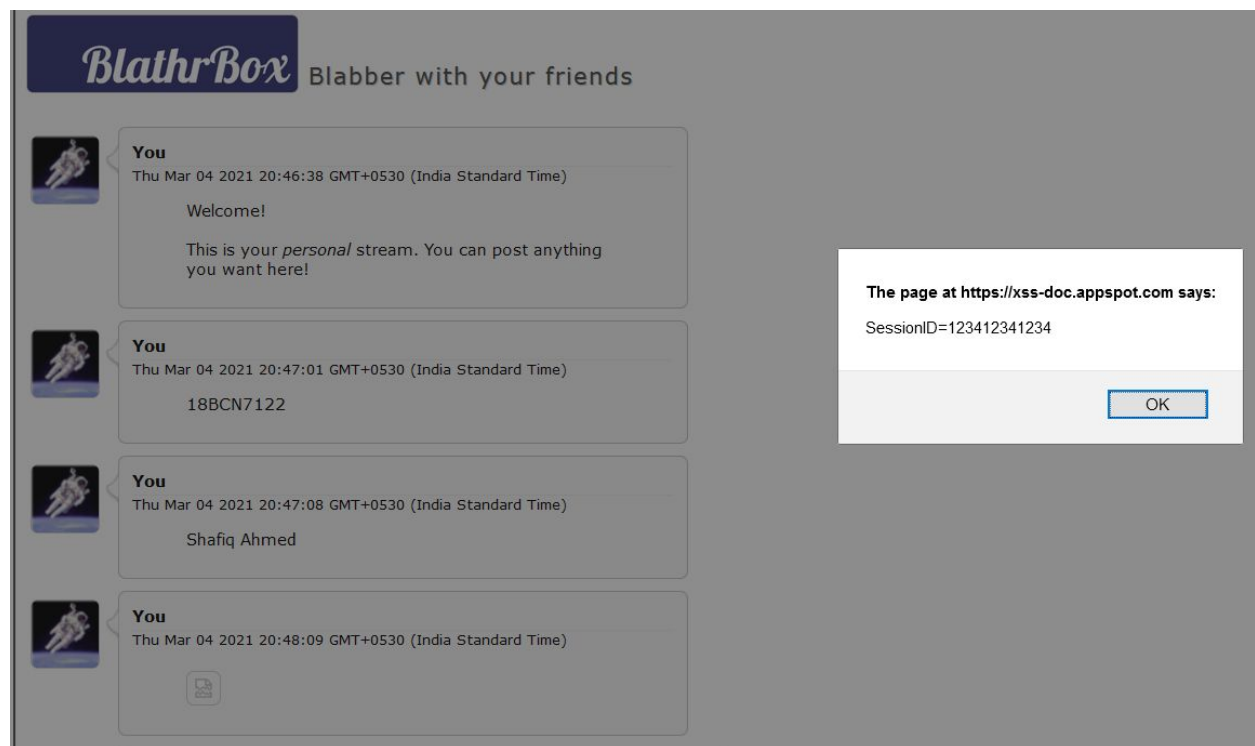 BlathrBox Blabber with your friends
You
Thu Mar 04 2021 20:46:38 GMT+0530 (India Standard Time)
Welcome!
This is your personal stream. You can post anything
you want here!
You
Thu Mar 04 2021 20:47:01 GMT+0530 (India Standard Time)
18BCN7122
You
Thu Mar 04 2021 20:47:08 GMT+0530 (India Standard Time)
Shafiq Ahmed
You
Thu Mar 04 2021 20:48:09 GMT+0530 (India Standard Time)
The page at https://xss-doc.appspot.com says:
SessionID=123412341234
OK